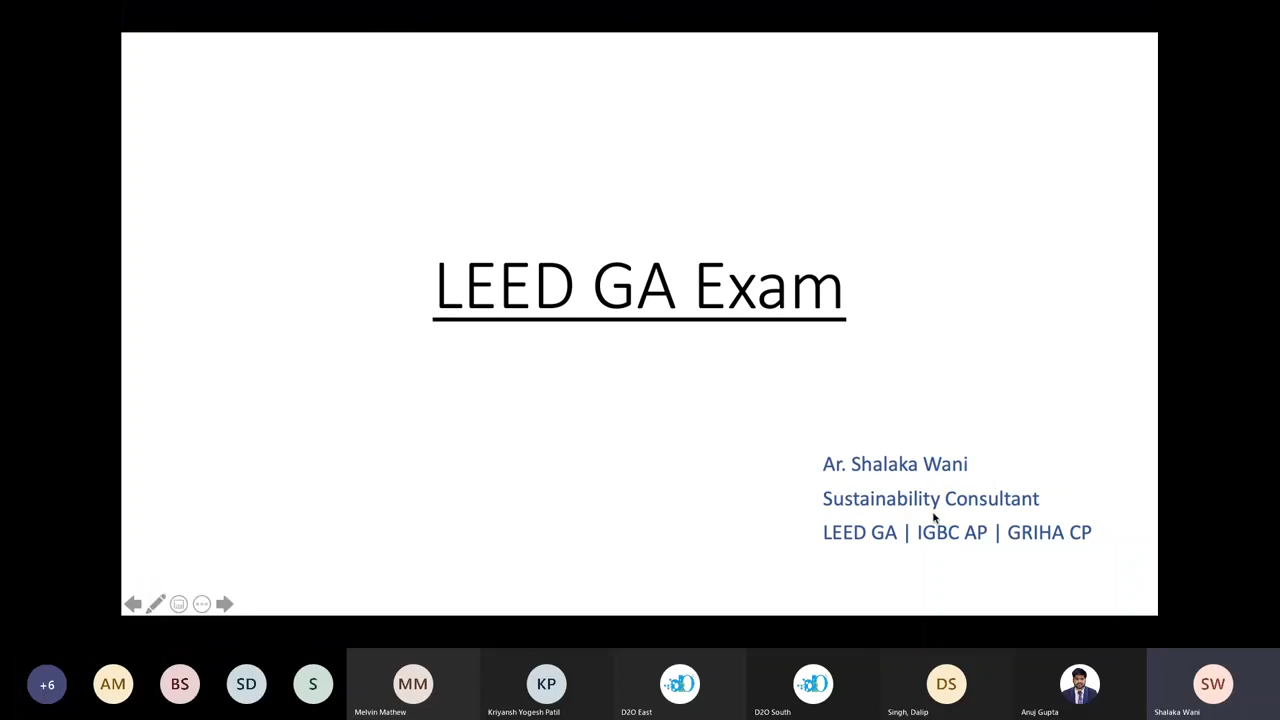 LEED GA Exam
Ar. Shalaka Wani
Sustainability Consultant
LEED GA | IGBC AP | GRIHA CP
+6
AM
BS
SD
S
MM
KP
DS
SW
Melvin Mathew
Kriyansh Yogesh Patil
D2O East
D2O South
Singh, Dalip
Anuj Gupta
Shalaka Wani